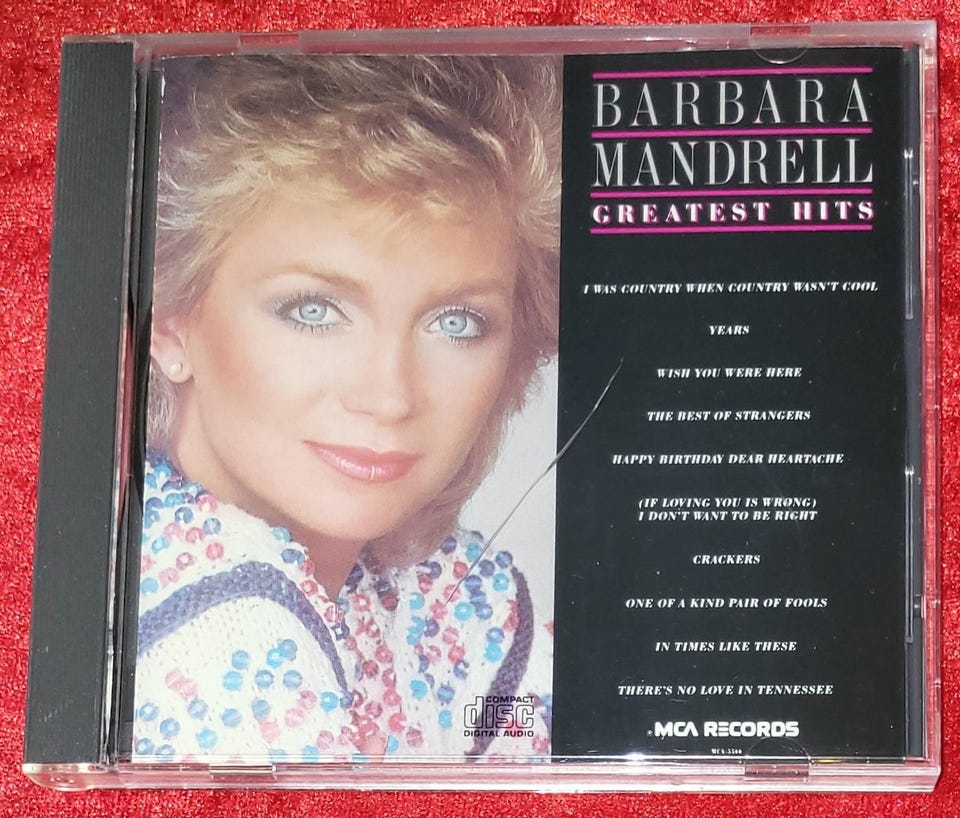 BARBARA
MANDRELL
GREATEST HITS
I WAS COUNTRY WHEN COUNTRY WASN'T COOL
YEARS
WISH YOU WERE HERE
THE BEST OF STRANGERS
HAPPY BIRTHDAY DEAR HEARTACHE
(IF LOVING YOU IS WRONG)
I DON'T WANT TO BE RIGHT
CRACKERS
ONE OF A KIND PAIR OF FOOLS
IN TIMES LIKE THESE
THERE'S NO LOVE IN TENNESSEE
MCA RECORDS
MCA-5566
COMPACT
disc
DIGITAL AUDIO